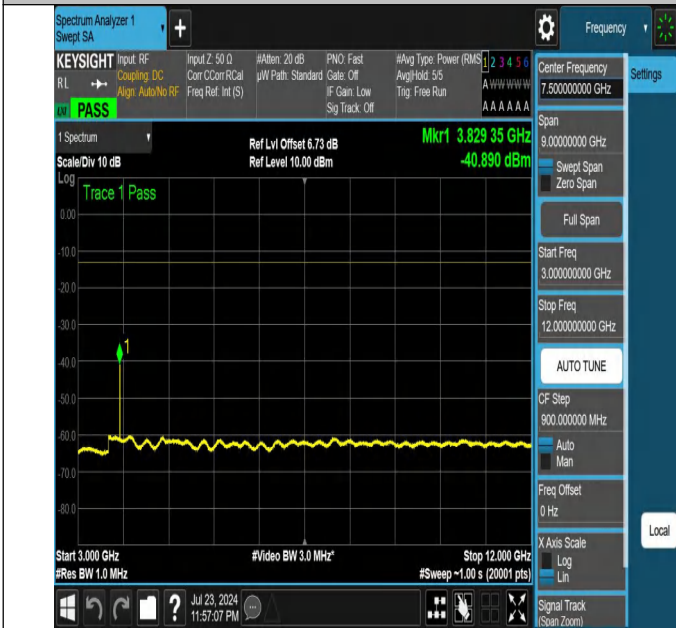 Spectrum Analyzer 1
Swept SA
+
Frequency
KEYSIGHT
RL
Input: RF
Coupling: DC
Align: Auto/No RF
Input Z: 50 Ω
Corr CCorr RCal
Freq Ref: Int (S)
#Atten: 20 dB
µW Path: Standard
PNO: Fast
Gate: Off
IF Gain: Low
Sig Track: Off
#Avg Type: Power (RMS
Avg|Hold: 5/5
Trig: Free Run
1 2 3 4 5 6
A W W W W W
A A A A A A
PASS
1 Spectrum
Scale/Div 10 dB
Ref Lvl Offset 6.73 dB
Ref Level 10.00 dBm
Mkr1 3.829 35 GHz
-40.890 dBm
Log
Trace 1 Pass
0.00
-10.0
-20.0
-30.0
-40.0
-50.0
-60.0
-70.0
-80.0
1
Start 3.000 GHz
#Res BW 1.0 MHz
#Video BW 3.0 MHz*
Stop 12.000 GHz
#Sweep ~1.00 s (20001 pts)
Jul 23, 2024
11:57:07 PM
?
Center Frequency
7.500000000 GHz
Settings
Span
9.00000000 GHz
Swept Span
Zero Span
Full Span
Start Freq
3.000000000 GHz
Stop Freq
12.000000000 GHz
AUTO TUNE
CF Step
900.000000 MHz
Auto
Man
Freq Offset
0 Hz
X Axis Scale
Log
Lin
Local
Signal Track
(Span Zoom)